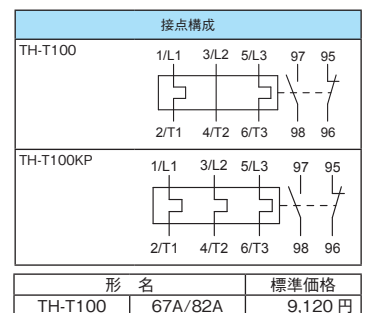 接点構成
TH-T100
1/L1 3/L2 5/L3 97 95
2/T1 4/T2 6/T3 98 96
TH-T100KP
1/L1 3/L2 5/L3 97 95
2/T1 4/T2 6/T3 98 96
形 名 標準価格
TH-T100 67A/82A 9,120 円